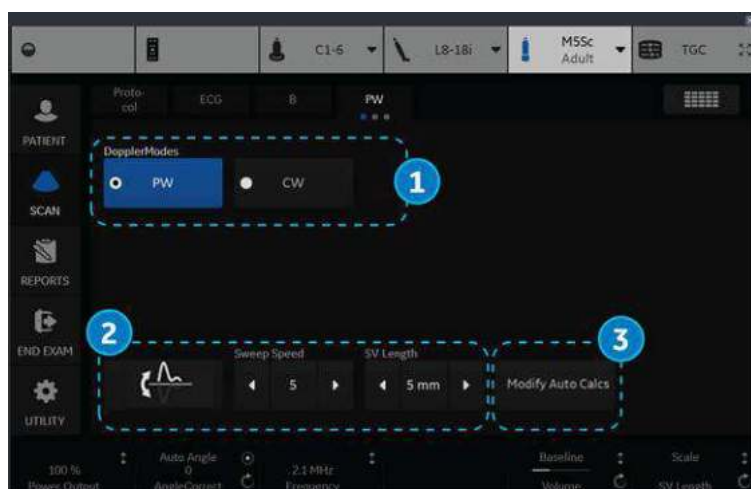 C1-6
L8-18i
M5Sc
Adult
TGC
PATIENT
SCAN
REPORTS
END EXAM
UTILITY
Proto-
col
ECG
B
PW
DopplerModes
PW
CW
1
2
Sweep Speed
5
SV Length
5 mm
3
Modify Auto Calcs
100 %
Power Output
Auto Angle
0
AngleCorrect
2.1 MHz
Frequency
Baseline
Volume
Scale
SV Length